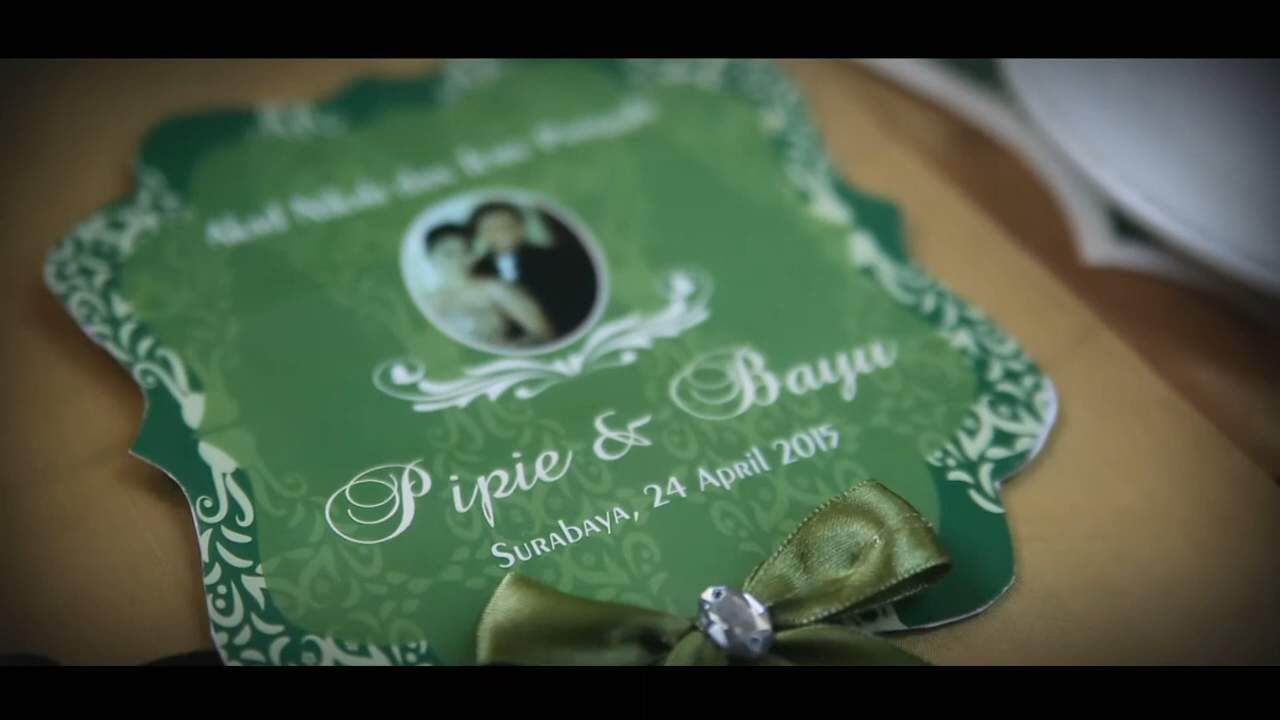 Akad Nikah dan Temu Pengantin
Pipie & Bayu
Surabaya, 24 April 2015